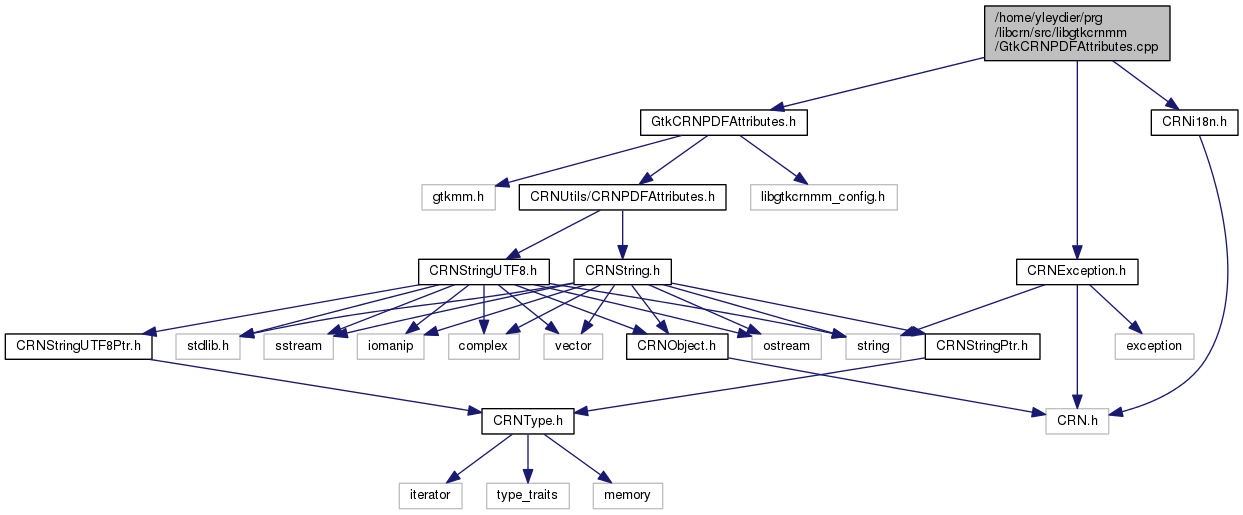 /home/yleydier/prg
/libcrn/src/libgtkcrnmm
/GtkCRNPDFAttributes.cpp
GtkCRNPDFAttributes.h
CRNi18n.h
gtkmm.h
CRNUtils/CRNPDFAttributes.h
libgtkcrnmm_config.h
CRNStringUTF8.h
CRNString.h
CRNException.h
CRNStringUTF8Ptr.h
stdlib.h
sstream
iomanip
complex
vector
CRNObject.h
ostream
string
CRNStringPtr.h
exception
CRNType.h
CRN.h
iterator
type_traits
memory